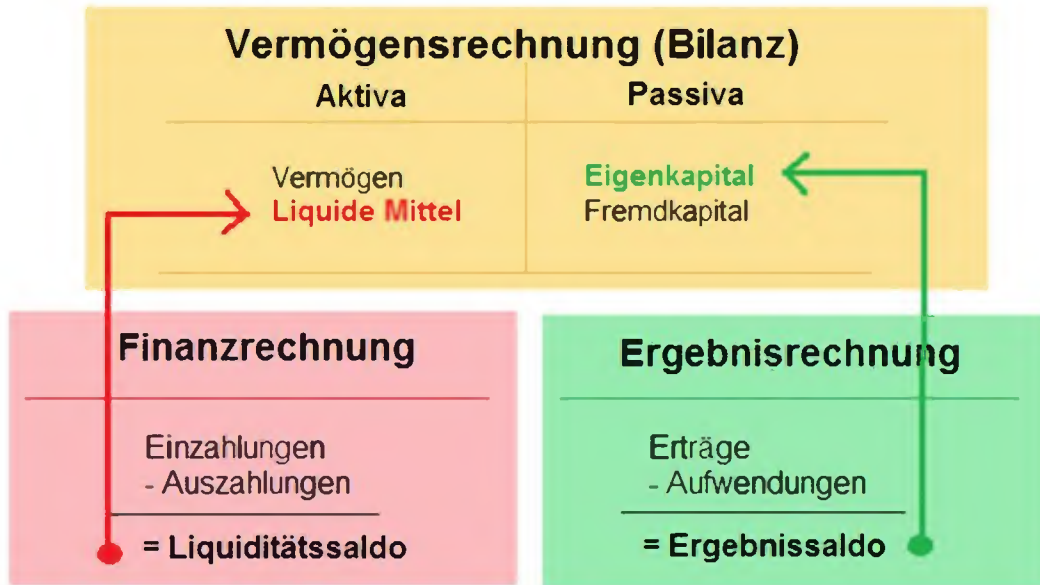 Vermögensrechnung (Bilanz)
Aktiva Passiva
Vermögen Eigenkapital
Liquide Mittel Fremdkapital
Finanzrechnung
Einzahlungen
- Auszahlungen
= Liquiditätssaldo
Ergebnisrechnung
Erträge
- Aufwendungen
= Ergebnissaldo